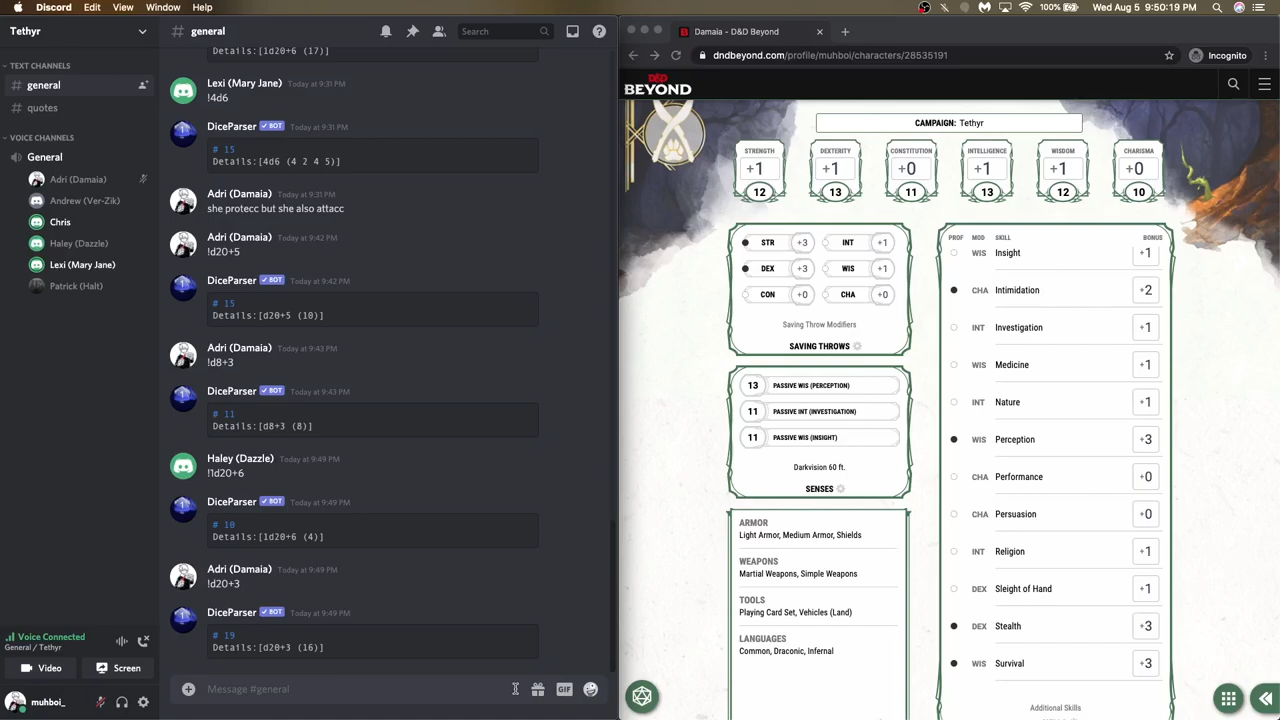 Discord File Edit View Window Help
Tethyr
TEXT CHANNELS
general
quotes
VOICE CHANNELS
General
Adri (Damaia)
Andrew (Ver-Zik)
Chris
Haley (Dazzle)
Lexi (Mary Jane)
Patrick (Halt)
Voice Connected
General / Tethyr
Video
Screen
muhboi_
# general
Search
Details:[d20+6 (17)]
Lexi (Mary Jane) Today at 9:31 PM
!4d6
DiceParser ✓ BOT Today at 9:31 PM
# 15
Details:[4d6 (4 2 4 5)]
Adri (Damaia) Today at 9:31 PM
she protecc but she also attacc
Adri (Damaia) Today at 9:42 PM
!d20+5
DiceParser ✓ BOT Today at 9:42 PM
# 15
Details:[d20+5 (10)]
Adri (Damaia) Today at 9:43 PM
!d8+3
DiceParser ✓ BOT Today at 9:43 PM
# 11
Details:[d8+3 (8)]
Haley (Dazzle) Today at 9:49 PM
!1d20+6
DiceParser ✓ BOT Today at 9:49 PM
# 10
Details:[1d20+6 (4)]
Adri (Damaia) Today at 9:49 PM
!d20+3
DiceParser ✓ BOT Today at 9:49 PM
# 19
Details:[d20+3 (16)]
Message #general
GIF
Damaia - D&D Beyond
dndbeyond.com/profile/muhboi/characters/28535191
Incognito
D&D
BEYOND
CAMPAIGN: Tethyr
STRENGTH DEXTERITY CONSTITUTION INTELLIGENCE WISDOM CHARISMA
+1 +1 +0 +1 +1 +0
12 13 11 13 12 10
STR +3 INT +1
DEX +3 WIS +1
CON +0 CHA +0
Saving Throw Modifiers
SAVING THROWS
13 PASSIVE WIS (PERCEPTION)
11 PASSIVE INT (INVESTIGATION)
11 PASSIVE WIS (INSIGHT)
Darkvision 60 ft.
SENSES
ARMOR
Light Armor, Medium Armor, Shields
WEAPONS
Martial Weapons, Simple Weapons
TOOLS
Playing Card Set, Vehicles (Land)
LANGUAGES
Common, Draconic, Infernal
PROF MOD SKILL BONUS
WIS Insight +1
CHA Intimidation +2
INT Investigation +1
WIS Medicine +1
INT Nature +1
WIS Perception +3
CHA Performance +0
CHA Persuasion +0
INT Religion +1
DEX Sleight of Hand +1
DEX Stealth +3
WIS Survival +3
Additional Skills